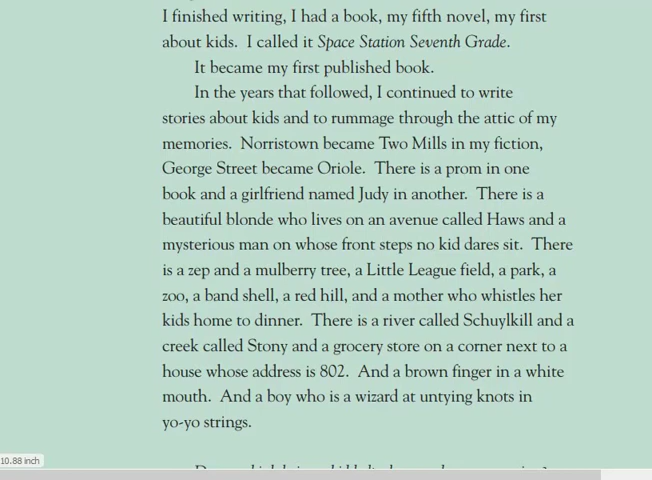 I finished writing, I had a book, my fifth novel, my first
about kids. I called it Space Station Seventh Grade.
It became my first published book.
In the years that followed, I continued to write
stories about kids and to rummage through the attic of my
memories. Norristown became Two Mills in my fiction,
George Street became Oriole. There is a prom in one
book and a girlfriend named Judy in another. There is a
beautiful blonde who lives on an avenue called Haws and a
mysterious man on whose front steps no kid dares sit. There
is a zep and a mulberry tree, a Little League field, a park, a
zoo, a band shell, a red hill, and a mother who whistles her
kids home to dinner. There is a river called Schuylkill and a
creek called Stony and a grocery store on a corner next to a
house whose address is 802. And a brown finger in a white
mouth. And a boy who is a wizard at untying knots in
yo-yo strings.
10.88 inch